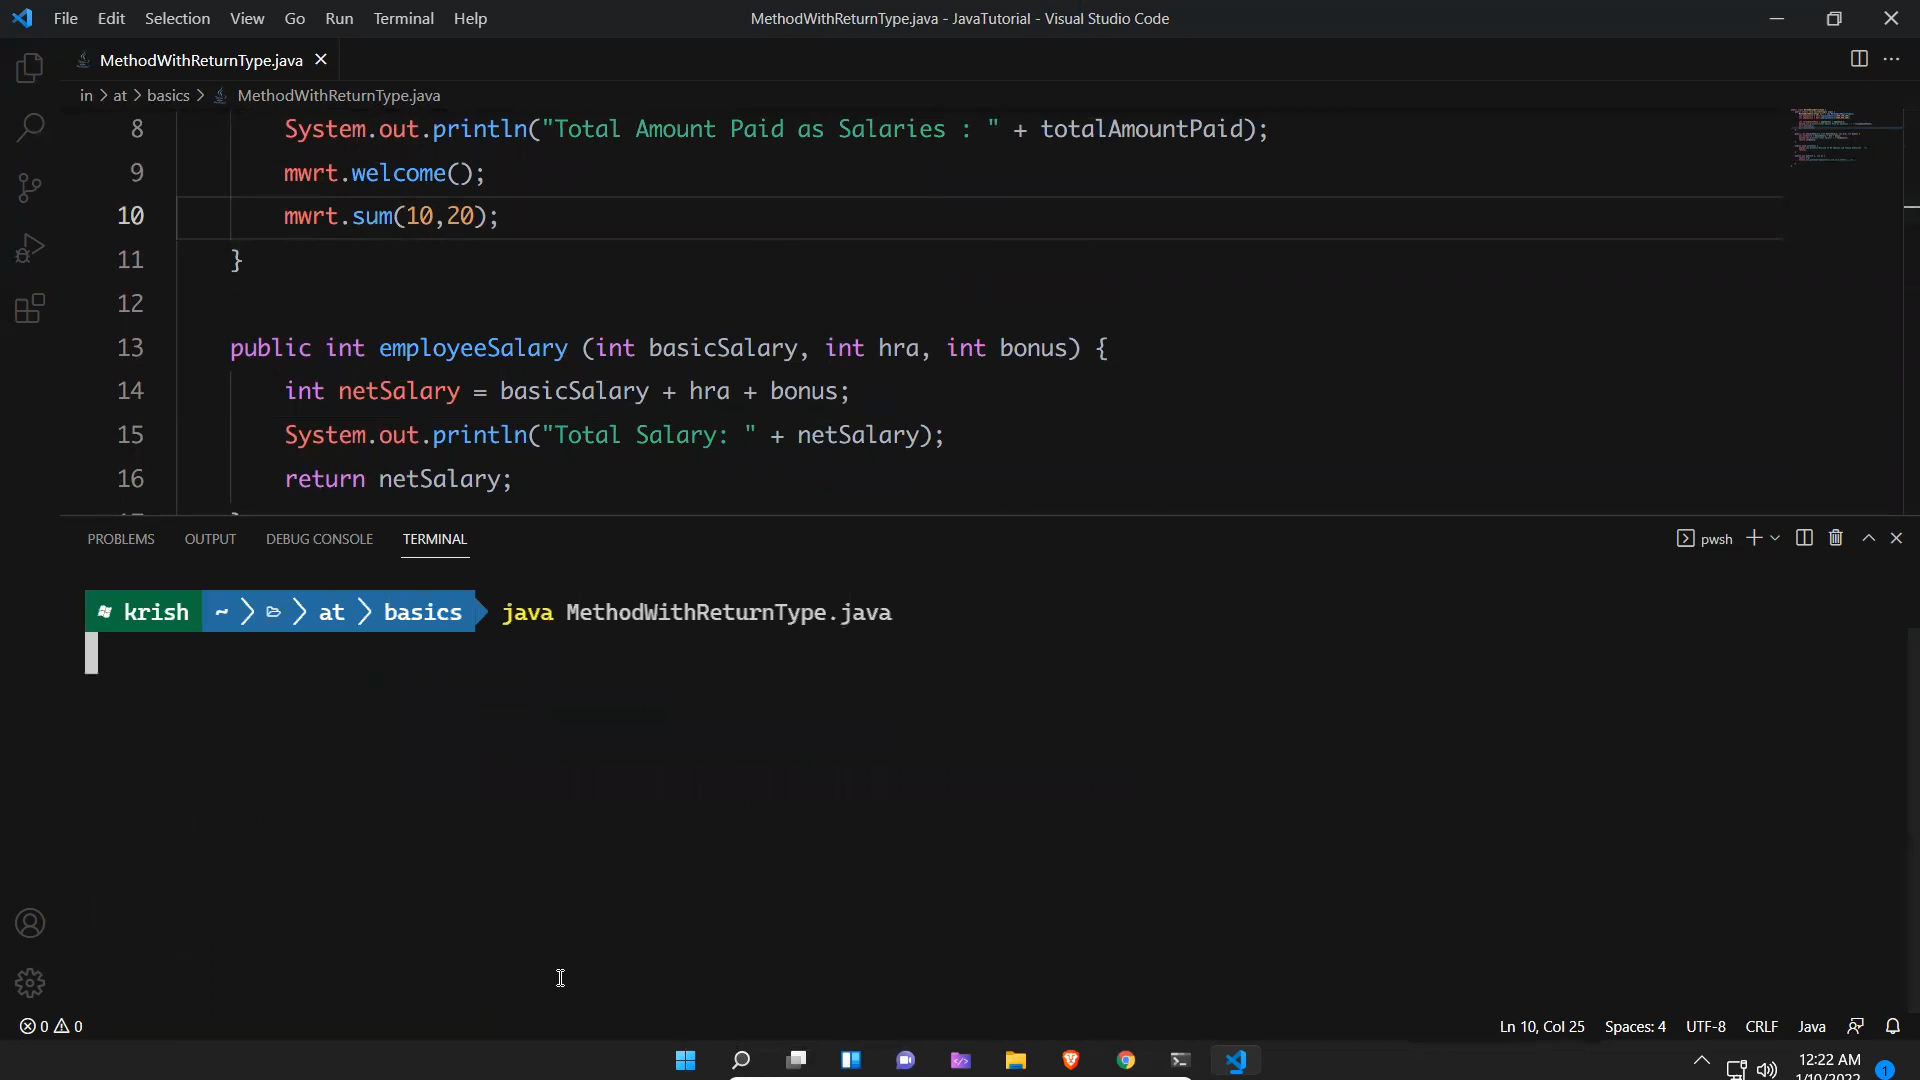 File Edit Selection View Go Run Terminal Help
MethodWithReturnType.java - JavaTutorial - Visual Studio Code
MethodWithReturnType.java
in > at > basics > MethodWithReturnType.java
8 System.out.println("Total Amount Paid as Salaries : " + totalAmountPaid);
9 mwrt.welcome();
10 mwrt.sum(10,20);
11 }
12
13 public int employeeSalary (int basicSalary, int hra, int bonus) {
14 int netSalary = basicSalary + hra + bonus;
15 System.out.println("Total Salary: " + netSalary);
16 return netSalary;
PROBLEMS OUTPUT DEBUG CONSOLE TERMINAL
pwsh
krish ~ at basics java MethodWithReturnType.java
0 0
Ln 10, Col 25 Spaces: 4 UTF-8 CRLF Java
12:22 AM
1/10/2022
1